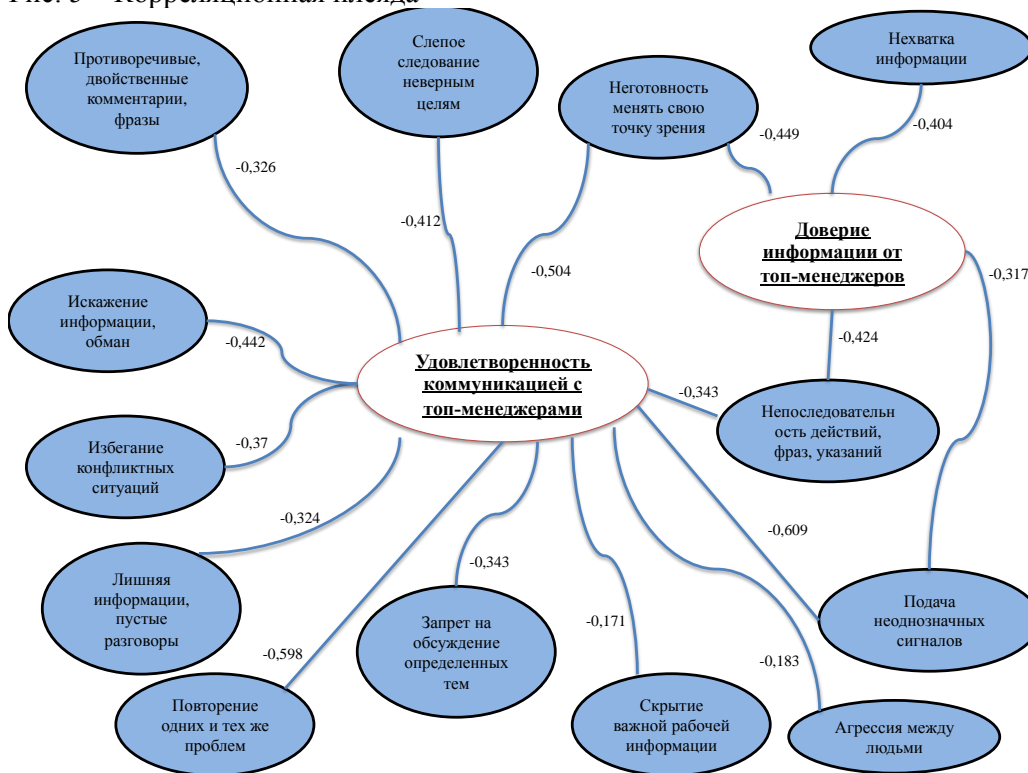 Рис. 3 – Корреляционная плеяда
Противоречивые,
двойственные
комментарии,
фразы
Слепое
следование
неверным
целям
Неготовность
менять свою
точку зрения
Нехватка
информации
-0,326
-0,412
-0,504
-0,449
-0,404
Доверие
информации от
топ-менеджеров
-0,317
Искажение
информации,
обман
-0,442
Удовлетворенность
коммуникацией с
топ-менеджерами
-0,424
-0,343
Непоследовательн
ость действий,
фраз, указаний
Избегание
конфликтных
ситуаций
-0,37
-0,324
-0,343
-0,609
Лишняя
информации,
пустые
разговоры
-0,598
Запрет на
обсуждение
определенных
тем
-0,171
-0,183
Подача
неоднозначных
сигналов
Повторение
одних и тех же
проблем
Скрытие
важной рабочей
информации
Агрессия между
людьми